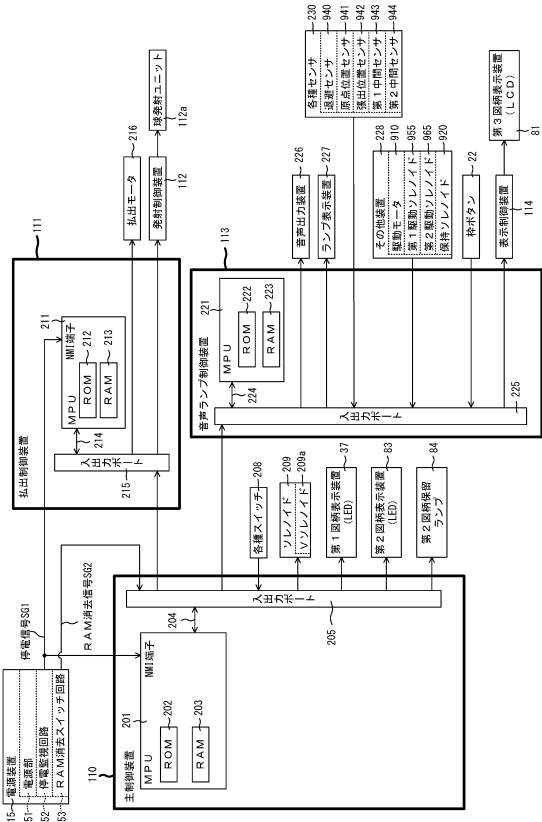 15
電源装置
51
電源部
52
停電監視回路
53
RAM消去スイッチ回路
停電信号SG1
RAM消去信号SG2
110
主制御装置
201
MPU
NMI端子
202
ROM
203
RAM
204
205
入出力ポート
208
各種スイッチ
209
ソレノイド
209a
Vソレノイド
37
第1図柄表示装置
(LED)
83
第2図柄表示装置
(LED)
84
第2図柄保留
ランプ
111
払出制御装置
211
MPU
NMI端子
212
ROM
213
RAM
214
215
入出力ポート
216
払出モータ
112
発射制御装置
112a
球発射ユニット
113
音声ランプ制御装置
221
MPU
222
ROM
223
RAM
224
225
入出力ポート
226
音声出力装置
227
ランプ表示装置
230
各種センサ
940
退避センサ
941
原点位置センサ
942
張出位置センサ
943
第1中間センサ
944
第2中間センサ
228
その他装置
910
駆動モータ
955
第1駆動ソレノイド
965
第2駆動ソレノイド
920
保持ソレノイド
22
枠ボタン
114
表示制御装置
81
第3図柄表示装置
(LCD)